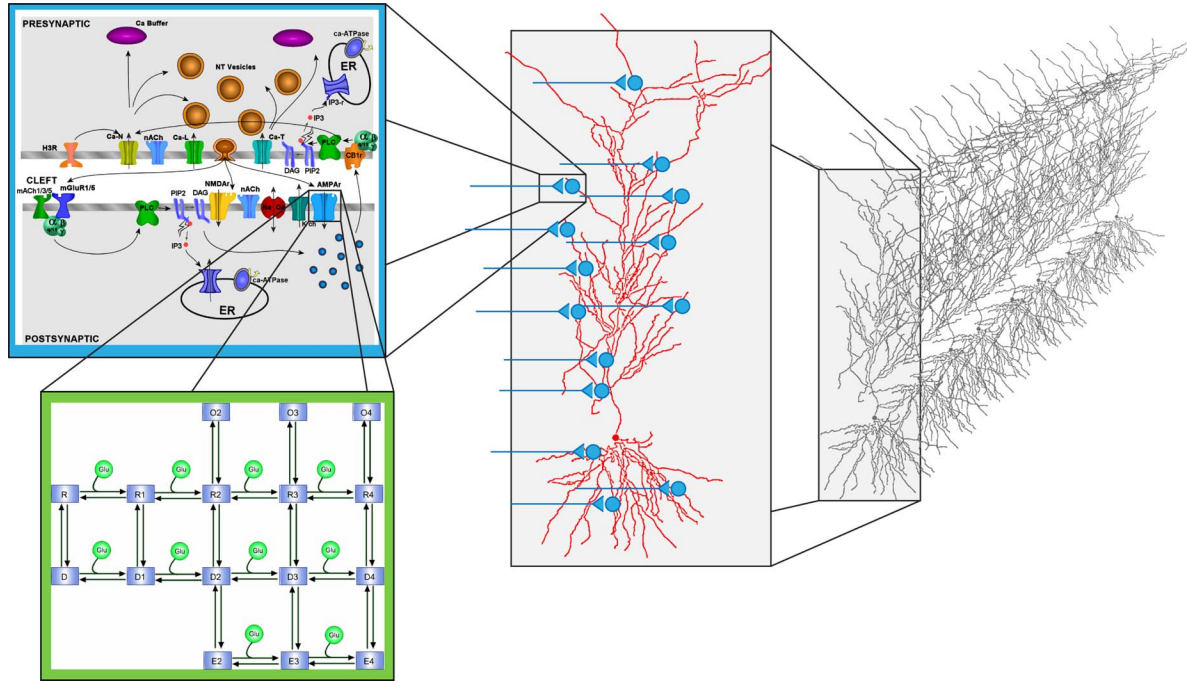 PRESYNAPTIC
Ca Buffer
ca-ATPase
ER
NT Vesicles
IP3-r
IP3
Ca-N
nACh
Ca-L
Ca-T
PLC
α β
γ
H3R
DAG
PIP2
CB1r
CLEFT
mACh1/3/5
mGluR1/5
NMDAr
nACh
AMPAr
PIP2
DAG
PLC
Na
Ca
K ch
α β
γ
IP3
ca-ATPase
ER
POSTSYNAPTIC
O2 O3 O4
Glu Glu Glu Glu
R R1 R2 R3 R4
Glu Glu Glu Glu
D D1 D2 D3 D4
Glu Glu
E2 E3 E4